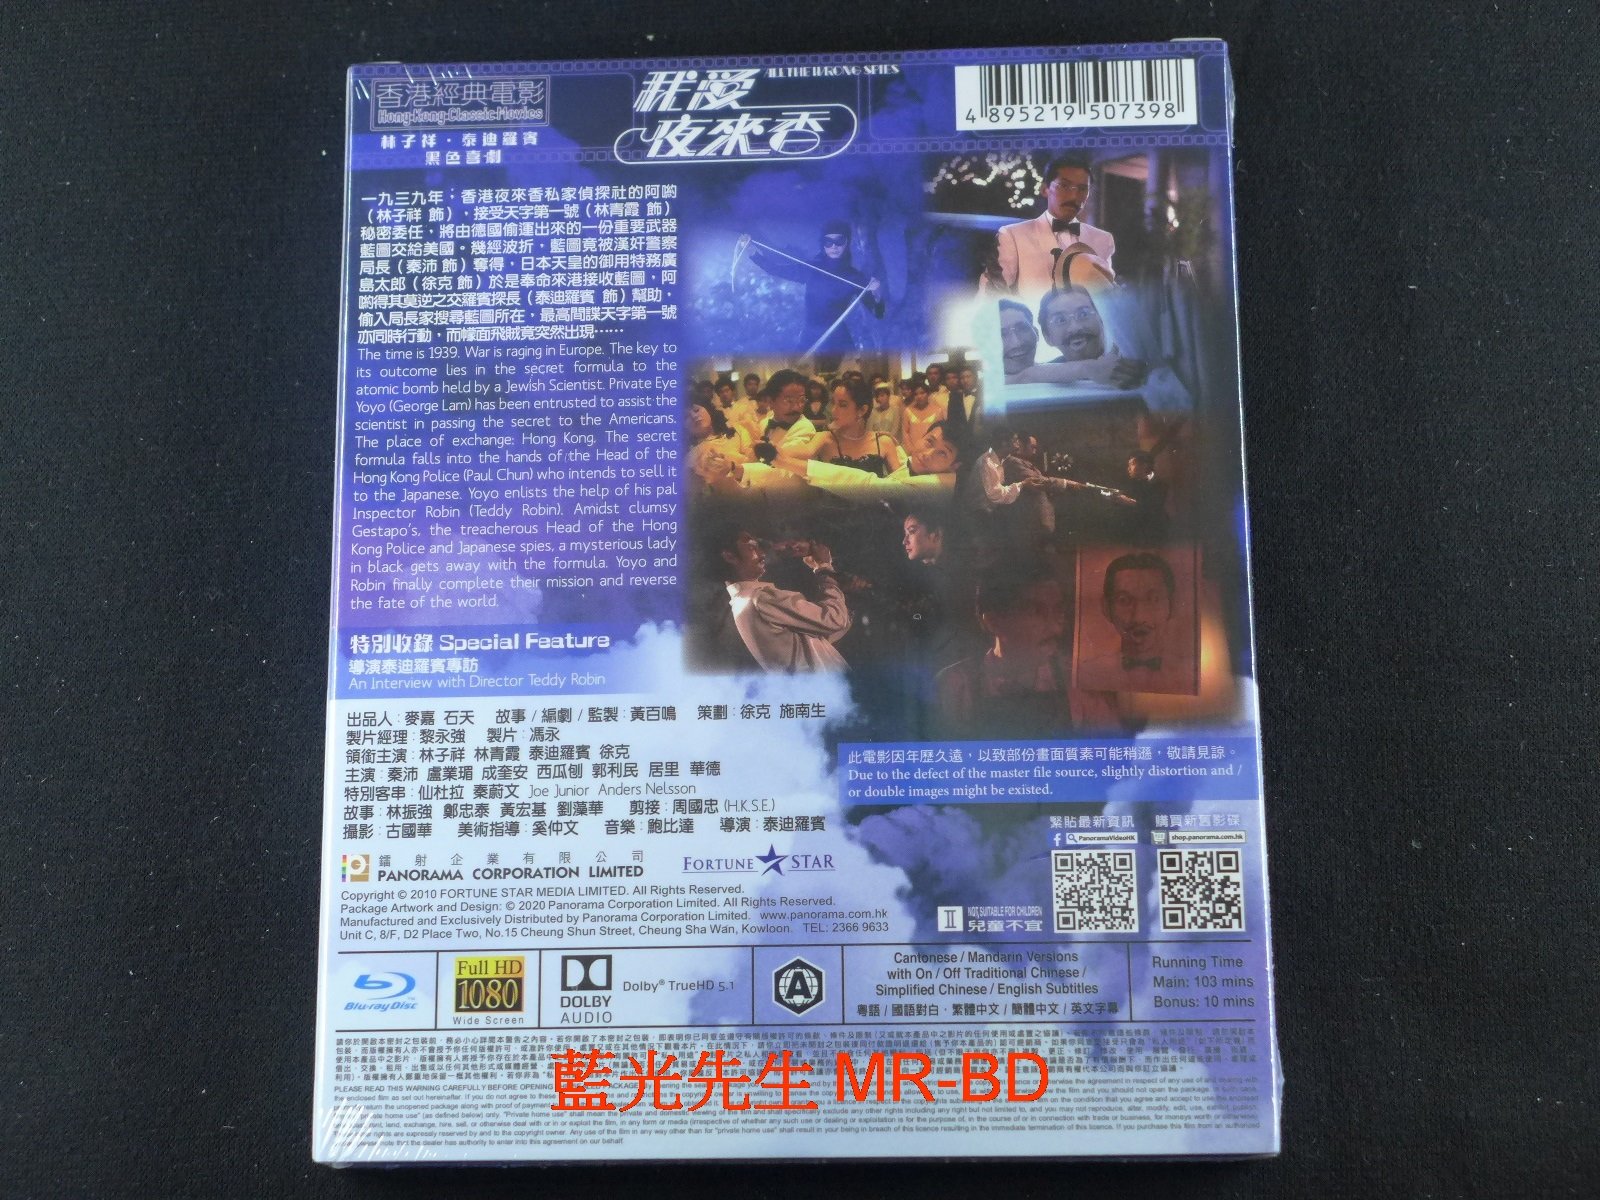 香港經典電影
Hong Kong Classic Movies
林子祥・泰迪羅賓
黑色喜劇
我愛
夜來香
ALL THE WRONG SPIES
4 895219 507398
一九三九年；香港夜來香私家偵探社的阿喲
（林子祥 飾），接受天字第一號（林青霞 飾）
秘密委任，將由德國偷運出來的一份重要武器
藍圖交給美國。幾經波折，藍圖竟被漢奸警察
局長（秦沛 飾）奪得，日本天皇的御用特務廣
島太郎（徐克 飾）於是奉命來港接收藍圖，阿
喲得其莫逆之交羅賓探長（泰迪羅賓 飾）幫助，
偷入局長家搜尋藍圖所在，最高間諜天字第一號
亦同時行動，而幪面飛賊竟突然出現……
The time is 1939. War is raging in Europe. The key to
its outcome lies in the secret formula to the
atomic bomb held by a Jewish Scientist. Private Eye
Yoyo (George Lam) has been entrusted to assist the
scientist in passing the secret to the Americans.
The place of exchange: Hong Kong. The secret
formula falls into the hands of the Head of the
Hong Kong Police (Paul Chun) who intends to sell it
to the Japanese. Yoyo enlists the help of his pal
Inspector Robin (Teddy Robin). Amidst clumsy
Gestapo's, the treacherous Head of the Hong
Kong Police and Japanese spies, a mysterious lady
in black gets away with the formula. Yoyo and
Robin finally complete their mission and reverse
the fate of the world.
特別收錄 Special Feature
導演泰迪羅賓專訪
An Interview with Director Teddy Robin
出品人：麥嘉 石天 故事 / 編劇 / 監製：黃百鳴 策劃：徐克 施南生
製片經理：黎永強 製片：馮永
領銜主演：林子祥 林青霞 泰迪羅賓 徐克
主演：秦沛 盧業瑂 成奎安 西瓜刨 郭利民 居里 華德
特別客串：仙杜拉 秦蔚文 Joe Junior Anders Nelsson
故事：林振強 鄭忠泰 黃宏基 劉藻華 剪接：周國忠 (H.K.S.E.)
攝影：古國華 美術指導：奚仲文 音樂：鮑比達 導演：泰迪羅賓
此電影因年歷久遠，以致部份畫面質素可能稍遜，敬請見諒。
Due to the defect of the master file source, slightly distortion and /
or double images might be existed.
緊貼最新資訊
PanoramaVideoHK
購買新舊影碟
shop.panorama.com.hk
鐳射企業有限公司
PANORAMA CORPORATION LIMITED
FORTUNE STAR
Copyright © 2010 FORTUNE STAR MEDIA LIMITED. All Rights Reserved.
Package Artwork and Design: © 2020 Panorama Corporation Limited. All Rights Reserved.
Manufactured and Exclusively Distributed by Panorama Corporation Limited. www.panorama.com.hk
Unit C, 8/F, D2 Place Two, No.15 Cheung Shun Street, Cheung Sha Wan, Kowloon. TEL: 2366 9633
II NOT SUITABLE FOR CHILDREN
兒童不宜
Blu-ray Disc
Full HD
1080
Wide Screen
DOLBY
AUDIO
Dolby® TrueHD 5.1
A
Cantonese / Mandarin Versions
with On / Off Traditional Chinese /
Simplified Chinese / English Subtitles
粵語 / 國語對白，繁體中文 / 簡體中文 / 英文字幕
Running Time
Main: 103 mins
Bonus: 10 mins
PLEASE READ THIS WARNING CAREFULLY BEFORE OPENING
藍光先生 MR-BD